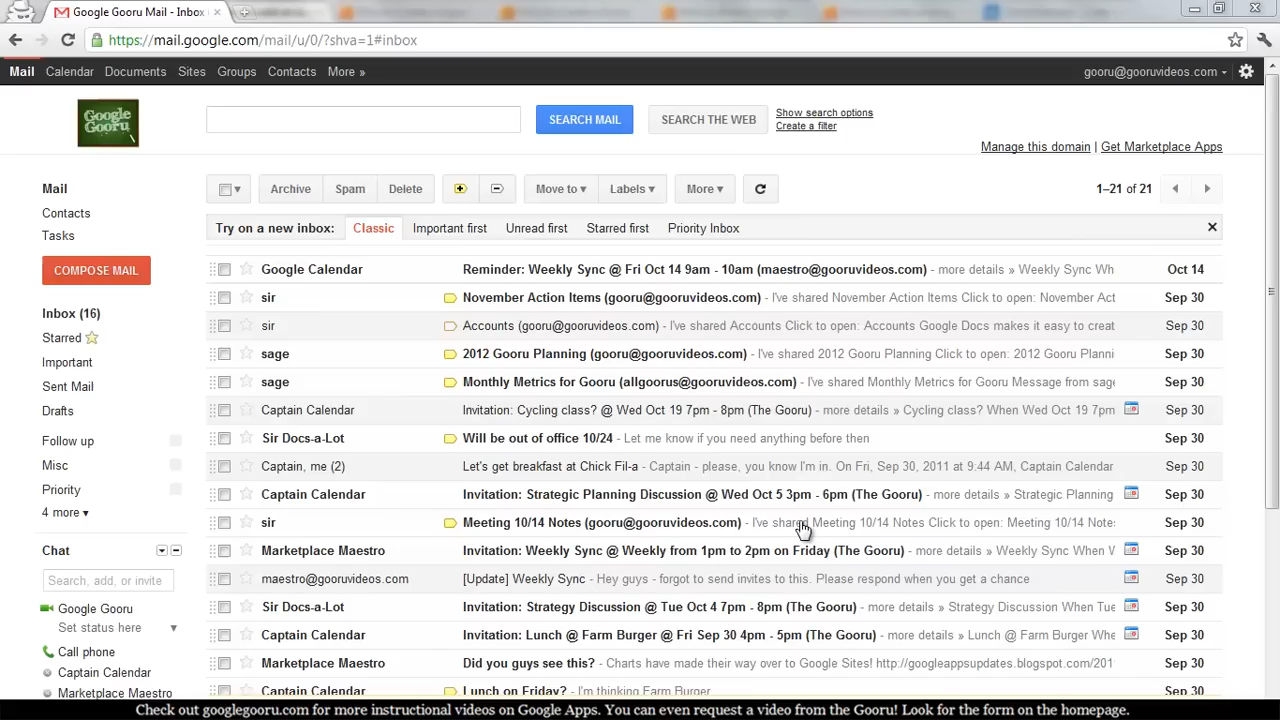 Google Gooru Mail - Inbox ×
https://mail.google.com/mail/u/0/?shva=1#inbox
Mail Calendar Documents Sites Groups Contacts More » gooru@gooruvideos.com
Google Gooru
SEARCH MAIL SEARCH THE WEB Show search options
Create a filter
Manage this domain | Get Marketplace Apps
Mail
Contacts
Tasks
COMPOSE MAIL
Inbox (16)
Starred
Important
Sent Mail
Drafts
Follow up
Misc
Priority
4 more
Chat
Search, add, or invite
Google Gooru
Set status here
Call phone
Captain Calendar
Marketplace Maestro
Archive Spam Delete Move to Labels More 1–21 of 21
Try on a new inbox: Classic Important first Unread first Starred first Priority Inbox ×
Google Calendar Reminder: Weekly Sync @ Fri Oct 14 9am - 10am (maestro@gooruvideos.com) - more details » Weekly Sync Wh Oct 14
sir November Action Items (gooru@gooruvideos.com) - I've shared November Action Items Click to open: November Act Sep 30
sir Accounts (gooru@gooruvideos.com) - I've shared Accounts Click to open: Accounts Google Docs makes it easy to creat Sep 30
sage 2012 Gooru Planning (gooru@gooruvideos.com) - I've shared 2012 Gooru Planning Click to open: 2012 Gooru Planni Sep 30
sage Monthly Metrics for Gooru (allgoorus@gooruvideos.com) - I've shared Monthly Metrics for Gooru Message from sage Sep 30
Captain Calendar Invitation: Cycling class? @ Wed Oct 19 7pm - 8pm (The Gooru) - more details » Cycling class? When Wed Oct 19 7pm Sep 30
Sir Docs-a-Lot Will be out of office 10/24 - Let me know if you need anything before then Sep 30
Captain, me (2) Let's get breakfast at Chick Fil-a - Captain - please, you know I'm in. On Fri, Sep 30, 2011 at 9:44 AM, Captain Calendar Sep 30
Captain Calendar Invitation: Strategic Planning Discussion @ Wed Oct 5 3pm - 6pm (The Gooru) - more details » Strategic Planning Sep 30
sir Meeting 10/14 Notes (gooru@gooruvideos.com) - I've shared Meeting 10/14 Notes Click to open: Meeting 10/14 Notes Sep 30
Marketplace Maestro Invitation: Weekly Sync @ Weekly from 1pm to 2pm on Friday (The Gooru) - more details » Weekly Sync When W Sep 30
maestro@gooruvideos.com [Update] Weekly Sync - Hey guys - forgot to send invites to this. Please respond when you get a chance Sep 30
Sir Docs-a-Lot Invitation: Strategy Discussion @ Tue Oct 4 7pm - 8pm (The Gooru) - more details » Strategy Discussion When Tue Sep 30
Captain Calendar Invitation: Lunch @ Farm Burger @ Fri Sep 30 4pm - 5pm (The Gooru) - more details » Lunch @ Farm Burger @ Whe Sep 30
Marketplace Maestro Did you guys see this? - Charts have made their way over to Google Sites! http://googleappsupdates.blogspot.com/201 Sep 30
Captain Calendar Lunch on Friday? - I'm thinking Farm Burger Sep 30
Check out googlegooru.com for more instructional videos on Google Apps. You can even request a video from the Gooru! Look for the form on the homepage.